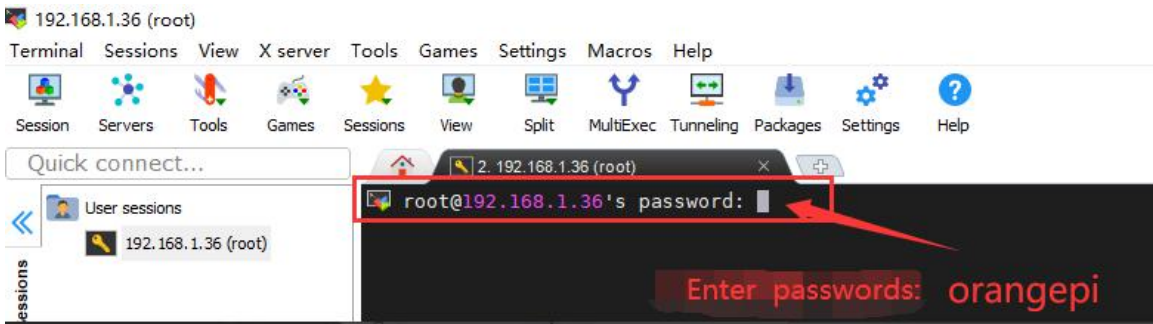 192.168.1.36 (root)
Terminal Sessions View X server Tools Games Settings Macros Help
Session Servers Tools Games Sessions View Split MultiExec Tunneling Packages Settings Help
Quick connect...
2. 192.168.1.36 (root)
root@192.168.1.36's password:
User sessions
192.168.1.36 (root)
Enter passwords: orangepi